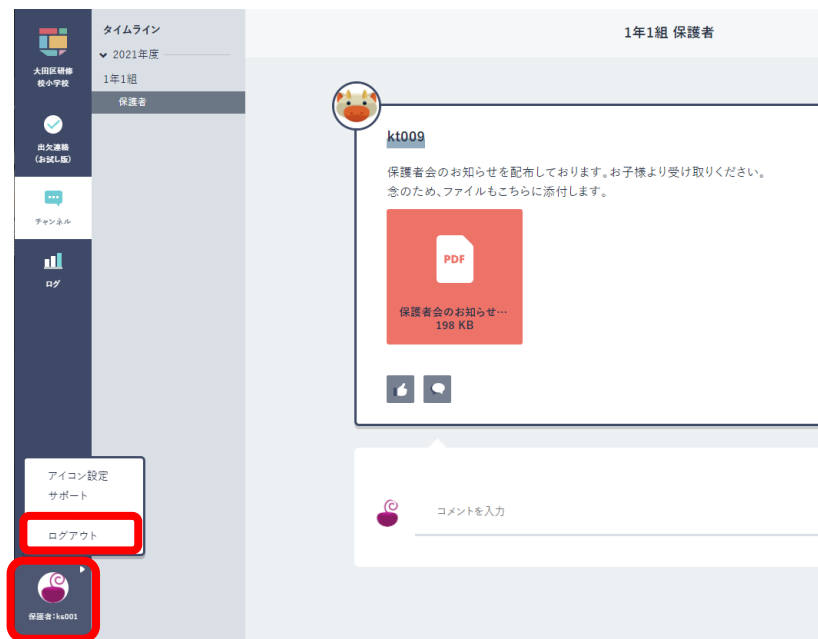 大田区研修
校小学校
出欠連絡
(お試し版)
チャンネル
ログ
タイムライン
2021年度
1年1組
保護者
1年1組 保護者
kt009
保護者会のお知らせを配布しております。お子様より受け取りください。
念のため、ファイルもこちらに添付します。
PDF
保護者会のお知らせ…
198 KB
コメントを入力
アイコン設定
サポート
ログアウト
保護者:ks001